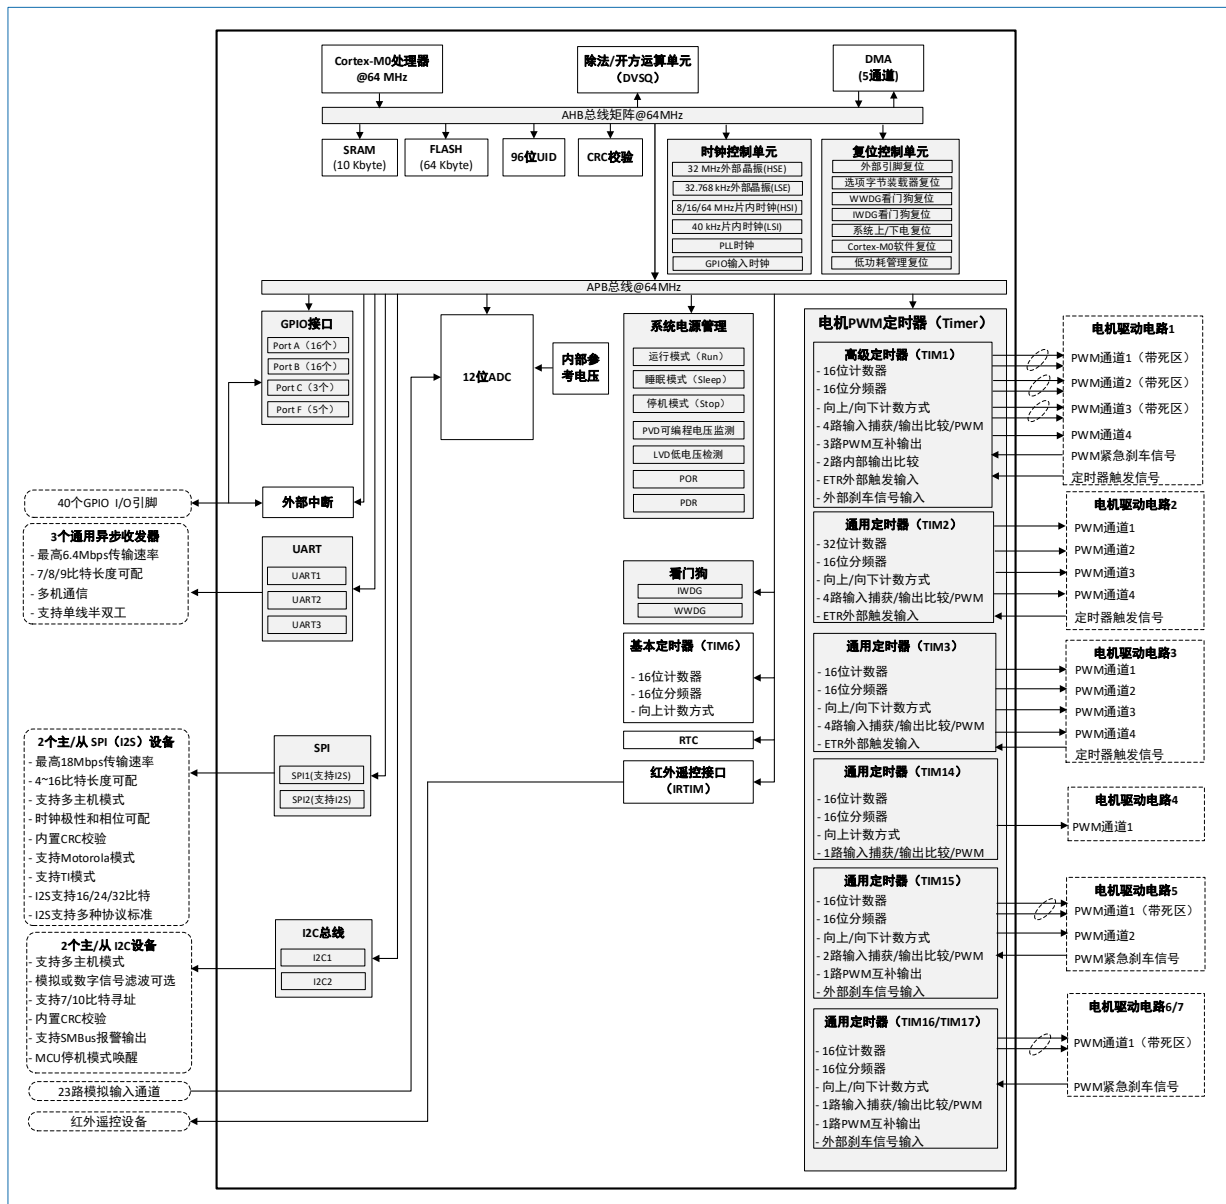 Cortex-M0处理器
@64 MHz
除法/开方运算单元
（DVSQ）
DMA
(5通道)
AHB总线矩阵@64MHz
SRAM
(10 Kbyte)
FLASH
(64 Kbyte)
96位UID
CRC校验
时钟控制单元
32 MHz外部晶振(HSE)
32.768 kHz外部晶振(LSE)
8/16/64 MHz片内时钟(HSI)
40 kHz片内时钟(LSI)
PLL时钟
GPIO输入时钟
复位控制单元
外部引脚复位
选项字节装载器复位
WWDG看门狗复位
IWDG看门狗复位
系统上/下电复位
Cortex-M0软件复位
低功耗管理复位
APB总线@64MHz
GPIO接口
Port A（16个）
Port B（16个）
Port C（3个）
Port F（5个）
12位ADC
内部参
考电压
系统电源管理
运行模式（Run）
睡眠模式（Sleep）
停机模式（Stop）
PVD可编程电压监测
LVD低电压检测
POR
PDR
电机PWM定时器（Timer）
高级定时器（TIM1）
- 16位计数器
- 16位分频器
- 向上/向下计数方式
- 4路输入捕获/输出比较/PWM
- 3路PWM互补输出
- 2路内部输出比较
- ETR外部触发输入
- 外部刹车信号输入
电机驱动电路1
PWM通道1（带死区）
PWM通道2（带死区）
PWM通道3（带死区）
PWM通道4
PWM紧急刹车信号
定时器触发信号
40个GPIO I/O引脚
外部中断
3个通用异步收发器
- 最高6.4Mbps传输速率
- 7/8/9比特长度可配
- 多机通信
- 支持单线半双工
UART
UART1
UART2
UART3
通用定时器（TIM2）
- 32位计数器
- 16位分频器
- 向上/向下计数方式
- 4路输入捕获/输出比较/PWM
- ETR外部触发输入
电机驱动电路2
PWM通道1
PWM通道2
PWM通道3
PWM通道4
定时器触发信号
看门狗
IWDG
WWDG
基本定时器（TIM6）
- 16位计数器
- 16位分频器
- 向上计数方式
RTC
红外遥控接口
（IRTIM）
通用定时器（TIM3）
- 16位计数器
- 16位分频器
- 向上/向下计数方式
- 4路输入捕获/输出比较/PWM
- ETR外部触发输入
电机驱动电路3
PWM通道1
PWM通道2
PWM通道3
PWM通道4
定时器触发信号
2个主/从 SPI（I2S）设备
- 最高18Mbps传输速率
- 4~16比特长度可配
- 支持多主机模式
- 时钟极性和相位可配
- 内置CRC校验
- 支持Motorola模式
- 支持TI模式
- I2S支持16/24/32比特
- I2S支持多种协议标准
SPI
SPI1(支持I2S)
SPI2(支持I2S)
通用定时器（TIM14）
- 16位计数器
- 16位分频器
- 向上计数方式
- 1路输入捕获/输出比较/PWM
电机驱动电路4
PWM通道1
通用定时器（TIM15）
- 16位计数器
- 16位分频器
- 向上/向下计数方式
- 2路输入捕获/输出比较/PWM
- 1路PWM互补输出
- 外部刹车信号输入
电机驱动电路5
PWM通道1（带死区）
PWM通道2
PWM紧急刹车信号
2个主/从 I2C设备
- 支持多主机模式
- 模拟或数字信号滤波可选
- 支持7/10比特寻址
- 内置CRC校验
- 支持SMBus报警输出
- MCU停机模式唤醒
I2C总线
I2C1
I2C2
通用定时器（TIM16/TIM17）
- 16位计数器
- 16位分频器
- 向上/向下计数方式
- 1路输入捕获/输出比较/PWM
- 1路PWM互补输出
- 外部刹车信号输入
电机驱动电路6/7
PWM通道1（带死区）
PWM紧急刹车信号
23路模拟输入通道
红外遥控设备